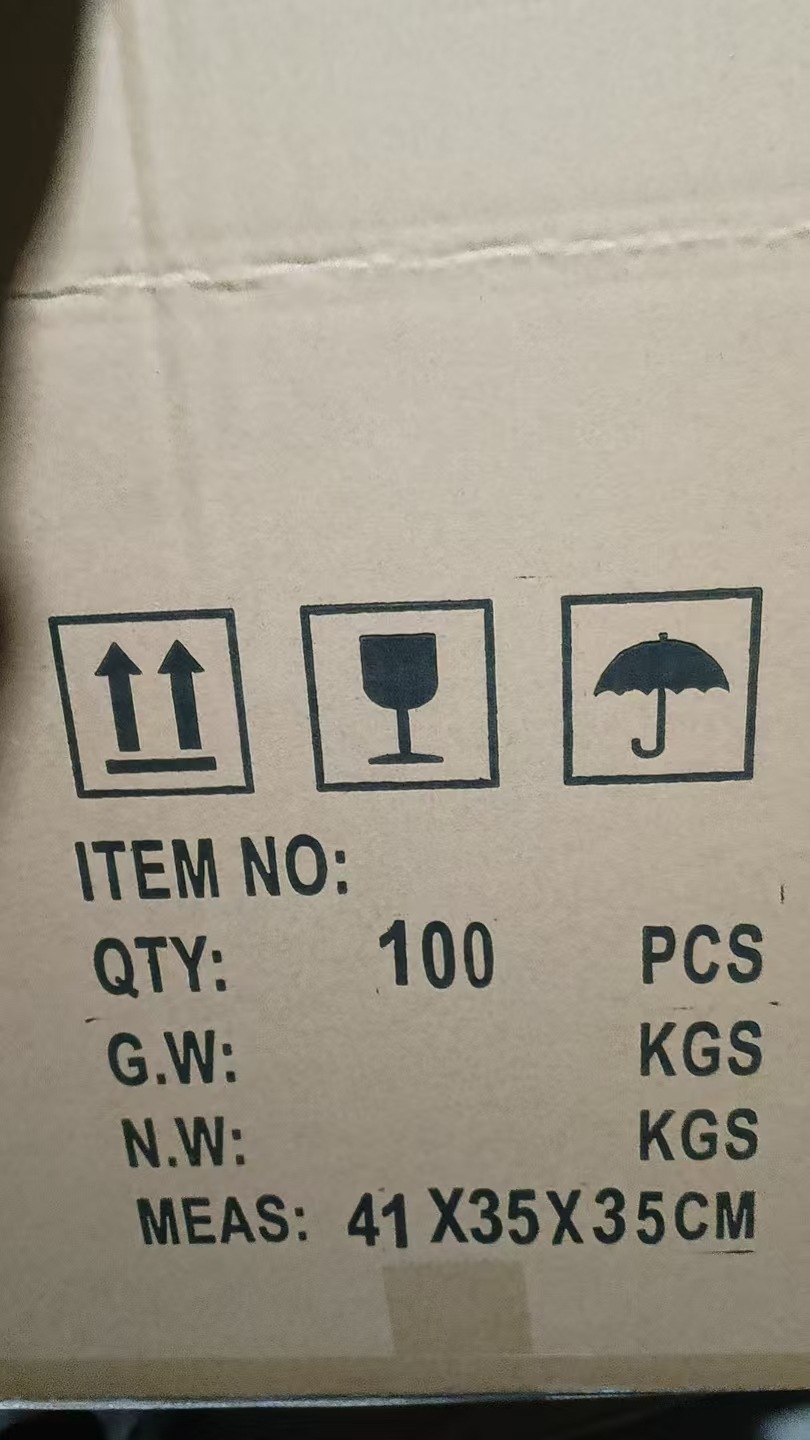 ITEM NO:
QTY: 100 PCS
G.W: KGS
N.W: KGS
MEAS: 41X35X35CM